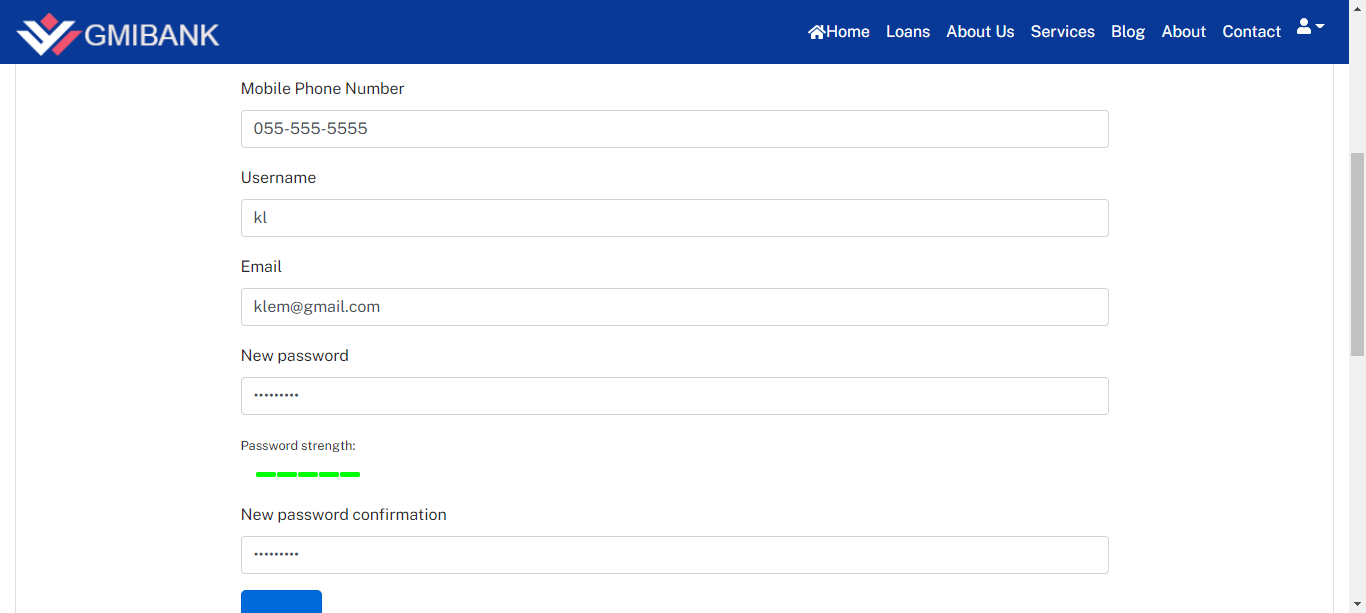 GMIBANK
Home Loans About Us Services Blog About Contact
Mobile Phone Number
055-555-5555
Username
kl
Email
klem@gmail.com
New password
•••••••••
Password strength:
New password confirmation
•••••••••